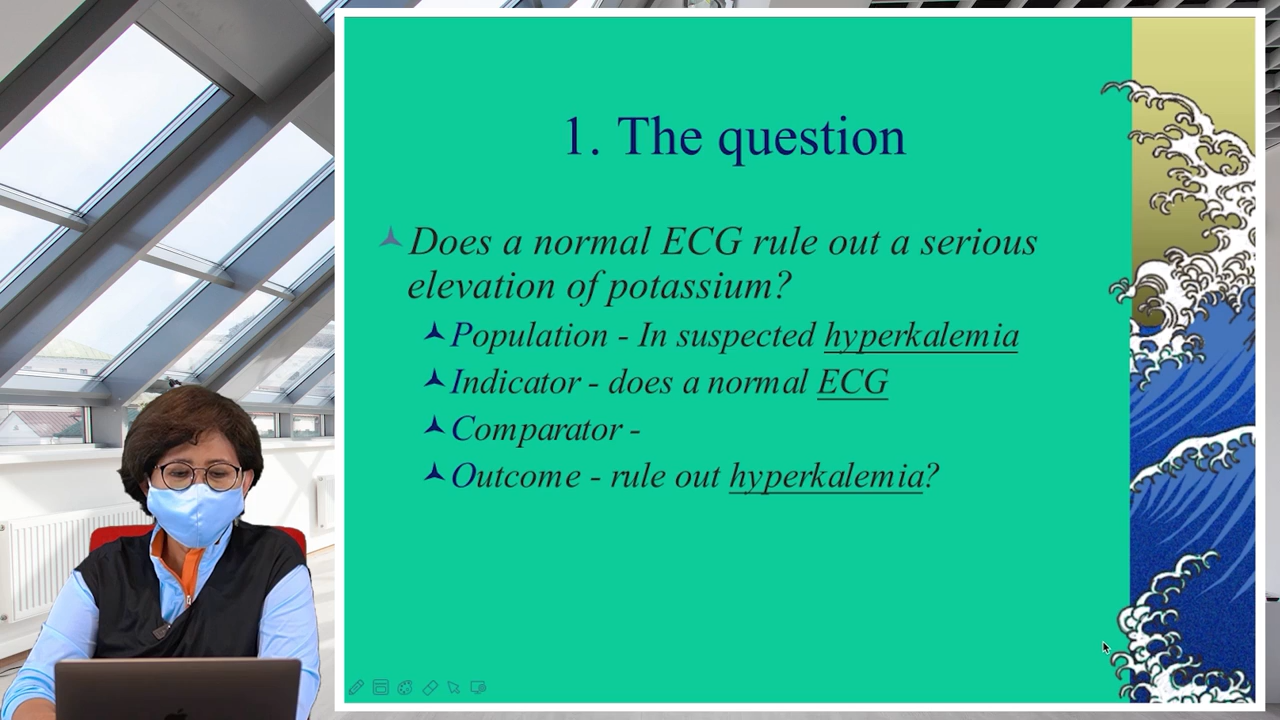 1. The question
Does a normal ECG rule out a serious
elevation of potassium?
Population - In suspected hyperkalemia
Indicator - does a normal ECG
Comparator -
Outcome - rule out hyperkalemia?